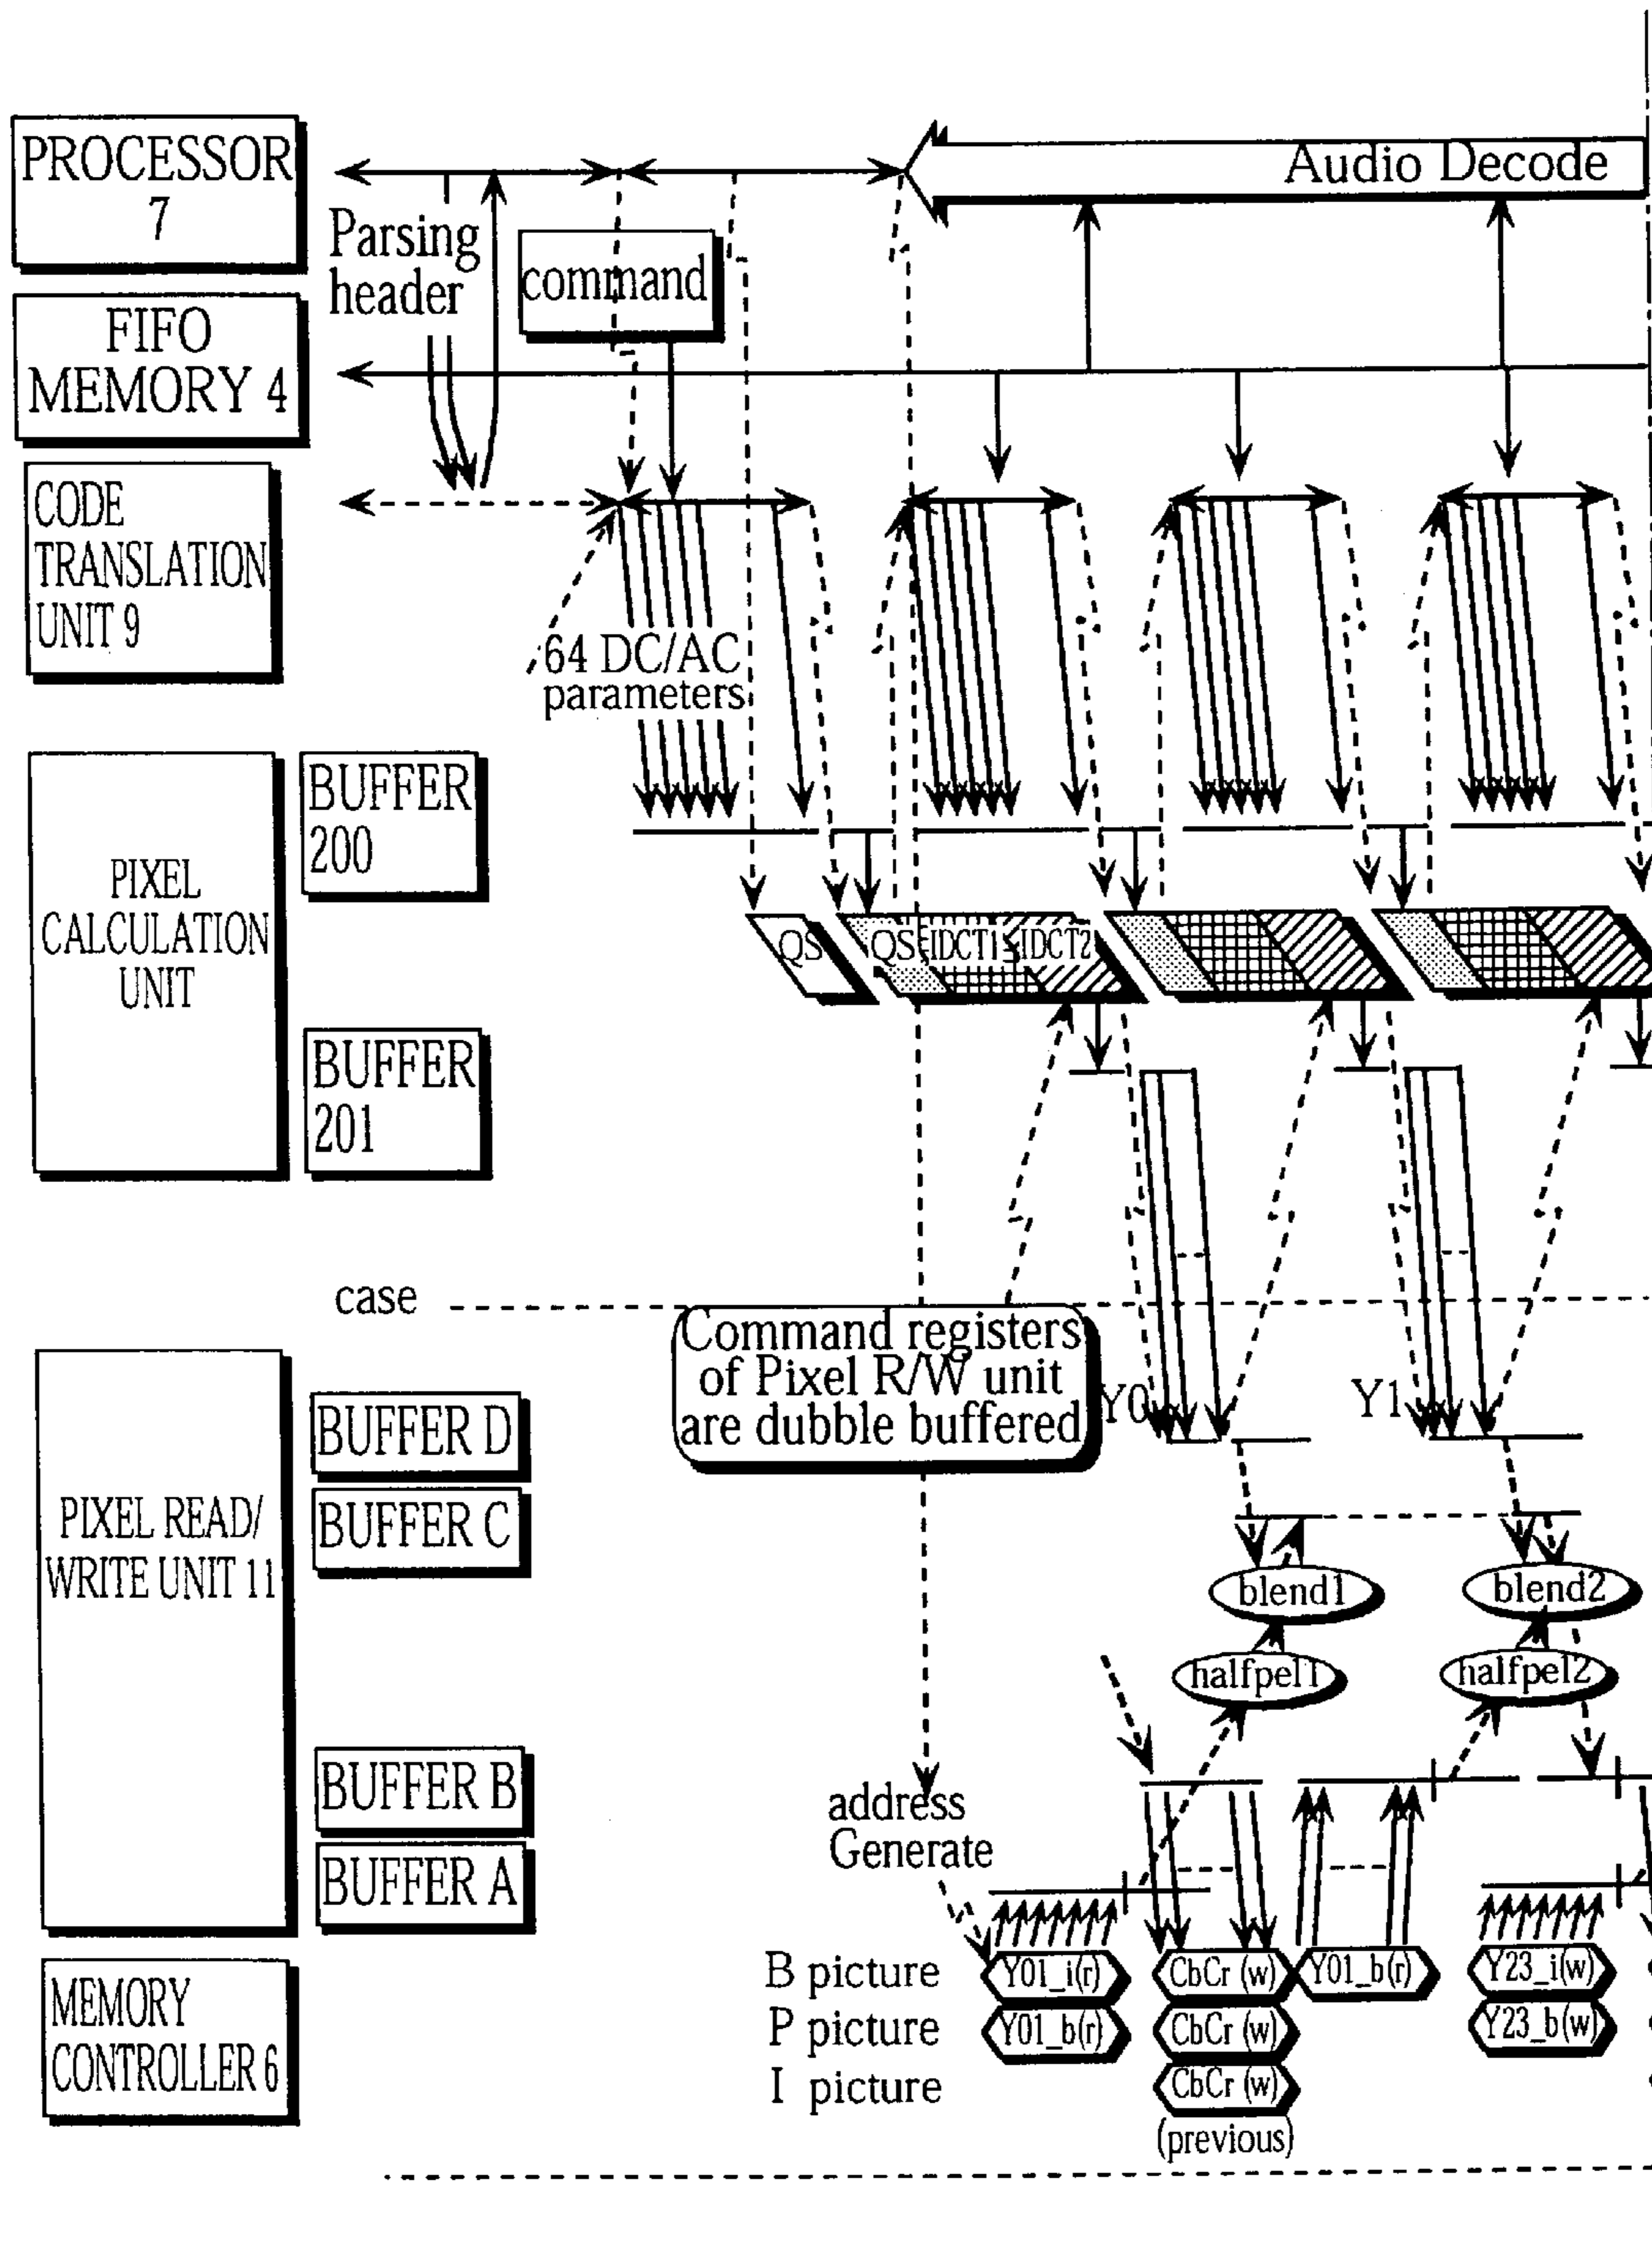 PROCESSOR
7
Audio Decode
Parsing
header
command
FIFO
MEMORY 4
CODE
TRANSLATION
UNIT 9
64 DC/AC
parameters
PIXEL
CALCULATION
UNIT
BUFFER
200
QS
QS
IDCT1
IDCT2
BUFFER
201
case
Command registers
of Pixel R/W unit
are dubble buffered
Y0
Y1
PIXEL READ/
WRITE UNIT 11
BUFFER D
BUFFER C
blend1
blend2
halfpel1
halfpel2
BUFFER B
BUFFER A
address
Generate
MEMORY
CONTROLLER 6
B picture
Y01_i(r)
CbCr (w)
Y01_b(r)
Y23_i(w)
P picture
Y01_b(r)
CbCr (w)
Y23_b(w)
I picture
CbCr (w)
(previous)